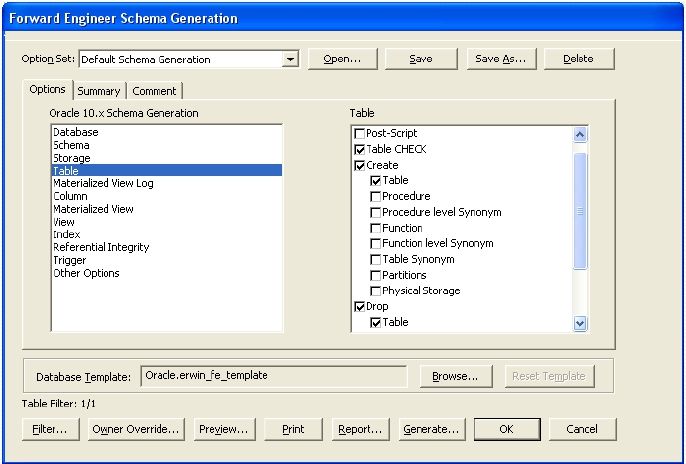 Forward Engineer Schema Generation
Option Set: Default Schema Generation Open... Save Save As... Delete
Options Summary Comment
Oracle 10.x Schema Generation
Database
Schema
Storage
Table
Materialized View Log
Column
Materialized View
View
Index
Referential Integrity
Trigger
Other Options
Table
Post-Script
Table CHECK
Create
Table
Procedure
Procedure level Synonym
Function
Function level Synonym
Table Synonym
Partitions
Physical Storage
Drop
Table
Database Template: Oracle.erwin_fe_template Browse... Reset Template
Table Filter: 1/1
Filter... Owner Override... Preview... Print Report... Generate... OK Cancel